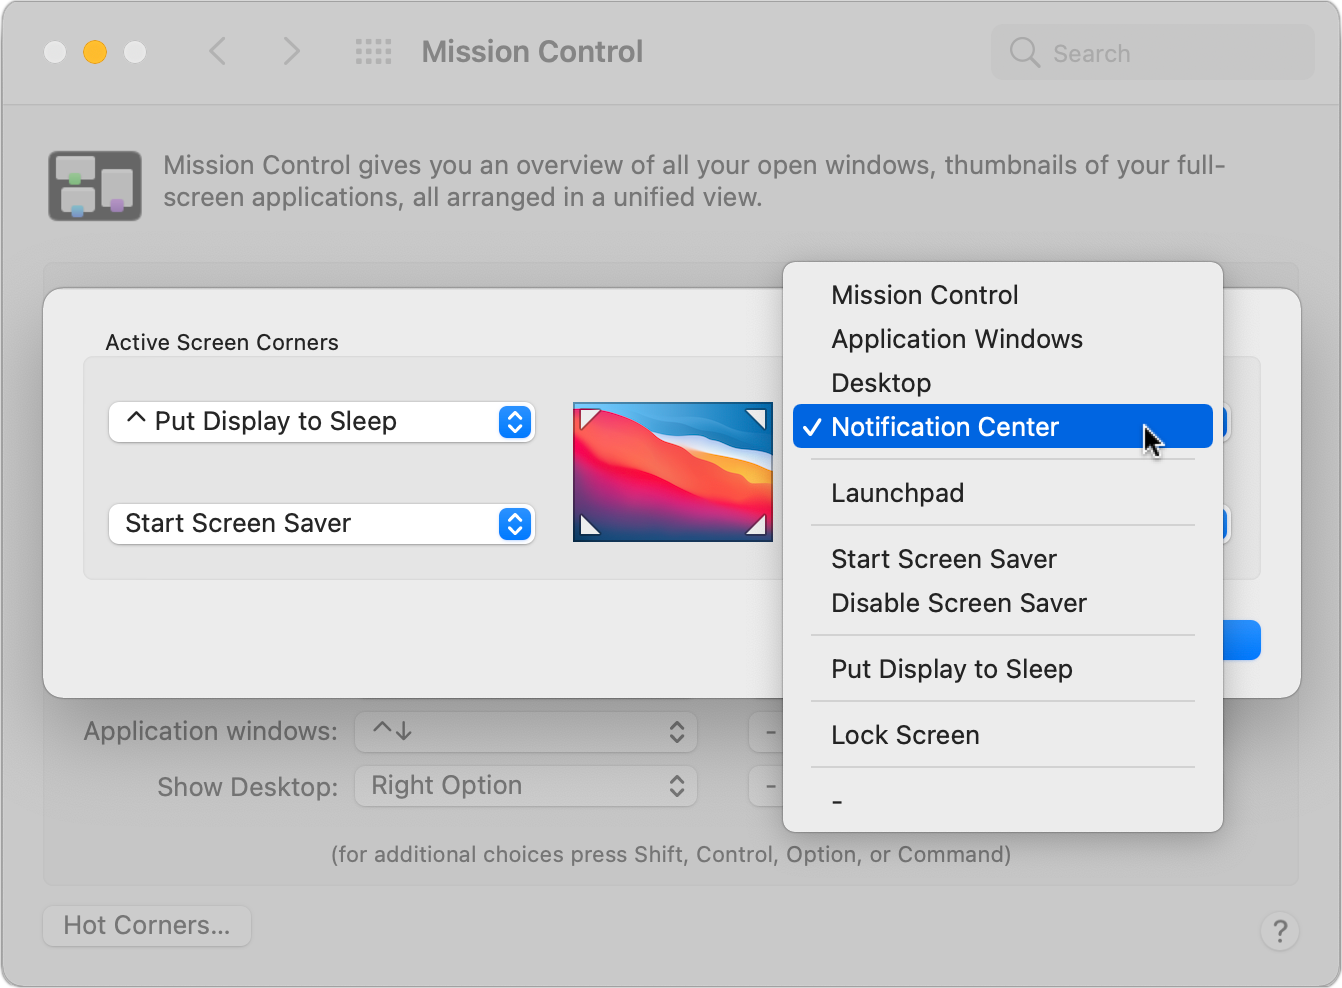 Mission Control
Search
Mission Control gives you an overview of all your open windows, thumbnails of your full-
screen applications, all arranged in a unified view.
Active Screen Corners
^ Put Display to Sleep
Start Screen Saver
Mission Control
Application Windows
Desktop
✓ Notification Center
Launchpad
Start Screen Saver
Disable Screen Saver
Put Display to Sleep
Lock Screen
-
Application windows: ^↓ -
Show Desktop: Right Option -
(for additional choices press Shift, Control, Option, or Command)
Hot Corners...
?